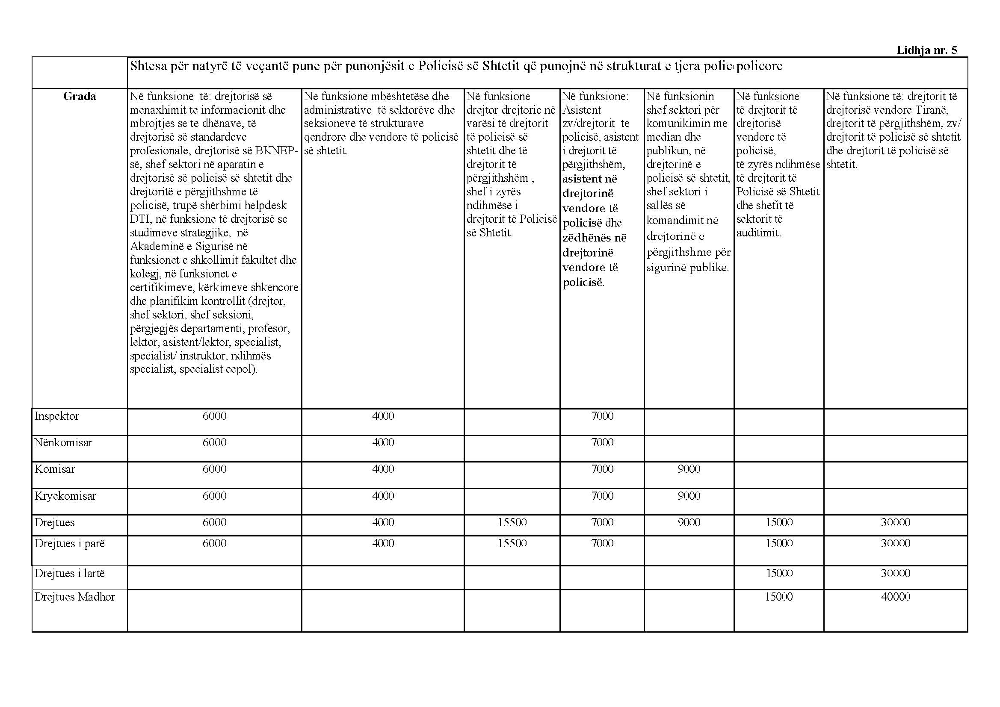 Lidhja nr. 5
Shtesa për natyrë të veçantë pune për punonjësit e Policisë së Shtetit që punojnë në strukturat e tjera polic policore
Grada
Në funksione të: drejtorisë së
menaxhimit te informacionit dhe
mbrojtjes se te dhënave, të
drejtorisë së standardeve
profesionale, drejtorisë së BKNEP-
së, shef sektori në aparatin e
drejtorisë së policisë së shtetit dhe
drejtoritë e përgjithshme të
policisë, trupë shërbimi helpdesk
DTI, në funksione të drejtorisë se
studimeve strategjike, në
Akademinë e Sigurisë në
funksionet e shkollimit fakultet dhe
kolegj, në funksionet e
certifikimeve, kërkimeve shkencore
dhe planifikim kontrollit (drejtor,
shef sektori, shef seksioni,
përgjegjës departamenti, profesor,
lektor, asistent/lektor, specialist,
specialist/ instruktor, ndihmës
specialist, specialist cepol).
Ne funksione mbështetëse dhe
administrative të sektorëve dhe
seksioneve të strukturave
qendrore dhe vendore të policisë
së shtetit.
Në funksione
drejtor drejtorie në
varësi të drejtorit
të policisë së
shtetit dhe të
drejtorit të
përgjithshëm ,
shef i zyrës
ndihmëse i
drejtorit të Policisë
së Shtetit.
Në funksione:
Asistent
zv/drejtorit te
policisë, asistent
i drejtorit të
përgjithshëm,
asistent në
drejtorinë
vendore të
policisë dhe
zëdhënës në
drejtorinë
vendore të
policisë.
Në funksionin
shef sektori për
komunikimin me
median dhe
publikun, në
drejtorinë e
policisë së shtetit,
shef sektori i
sallës së
komandimit në
drejtorinë e
përgjithshme për
sigurinë publike.
Në funksione
të drejtorit të
drejtorisë
vendore të
policisë,
të zyrës ndihmëse
të drejtorit të
Policisë së Shtetit
dhe shefit të
sektorit të
auditimit.
Në funksione të: drejtorit të
drejtorisë vendore Tiranë,
drejtorit të përgjithshëm, zv/
drejtorit të policisë së shtetit
dhe drejtorit të policisë së
shtetit.
Inspektor 6000 4000 7000
Nënkomisar 6000 4000 7000
Komisar 6000 4000 7000 9000
Kryekomisar 6000 4000 7000 9000
Drejtues 6000 4000 15500 7000 9000 15000 30000
Drejtues i parë 6000 4000 15500 7000 15000 30000
Drejtues i lartë 15000 30000
Drejtues Madhor 15000 40000